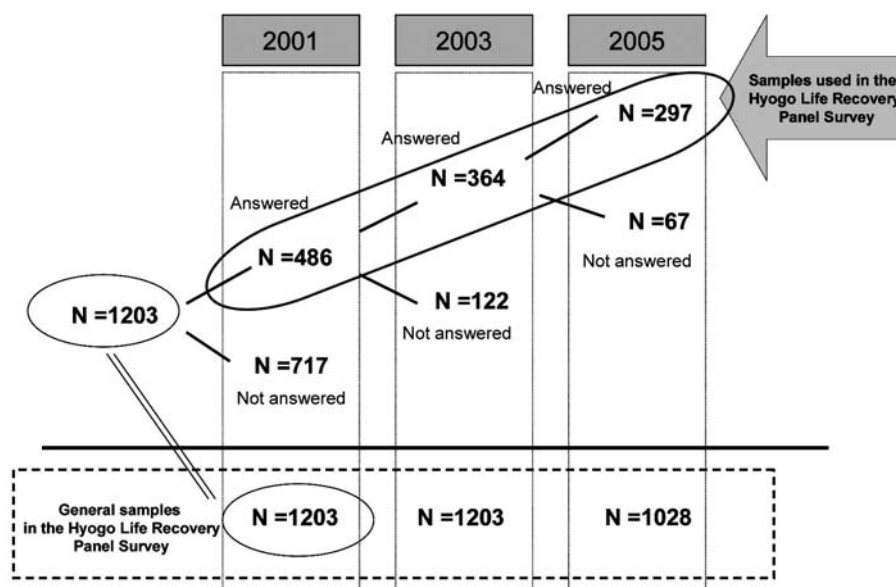 2001
2003
2005
Samples used in the
Hyogo Life Recovery
Panel Survey
Answered
N =297
Answered
N =364
Answered
N =67
N =486
Not answered
N =1203
N =122
Not answered
N =717
Not answered
General samples
in the Hyogo Life Recovery
Panel Survey
N =1203
N =1203
N =1028